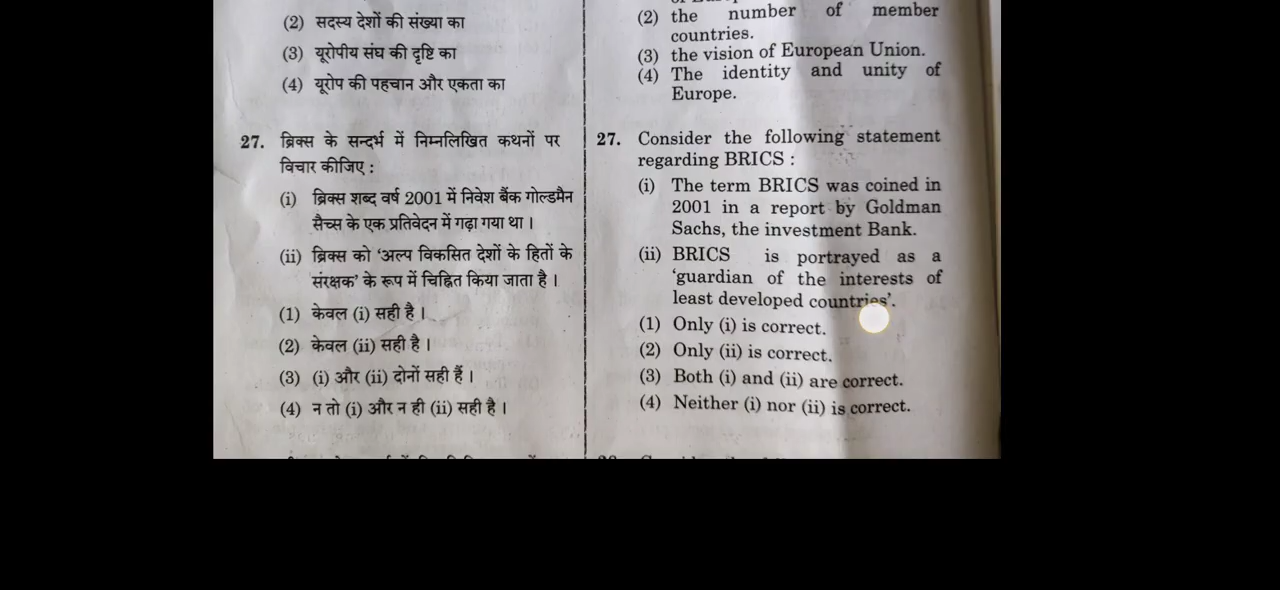 (2) सदस्य देशों की संख्या का
(3) यूरोपीय संघ की दृष्टि का
(4) यूरोप की पहचान और एकता का
27. ब्रिक्स के सन्दर्भ में निम्नलिखित कथनों पर
विचार कीजिए :
(i) ब्रिक्स शब्द वर्ष 2001 में निवेश बैंक गोल्डमैन
सैच्स के एक प्रतिवेदन में गढ़ा गया था ।
(ii) ब्रिक्स को ‘अल्प विकसित देशों के हितों के
संरक्षक’ के रूप में चिह्नित किया जाता है ।
(1) केवल (i) सही है ।
(2) केवल (ii) सही है ।
(3) (i) और (ii) दोनों सही हैं ।
(4) न तो (i) और न ही (ii) सही है ।
(2) the number of member
countries.
(3) the vision of European Union.
(4) The identity and unity of
Europe.
27. Consider the following statement
regarding BRICS :
(i) The term BRICS was coined in
2001 in a report by Goldman
Sachs, the investment Bank.
(ii) BRICS is portrayed as a
‘guardian of the interests of
least developed countries’.
(1) Only (i) is correct.
(2) Only (ii) is correct.
(3) Both (i) and (ii) are correct.
(4) Neither (i) nor (ii) is correct.